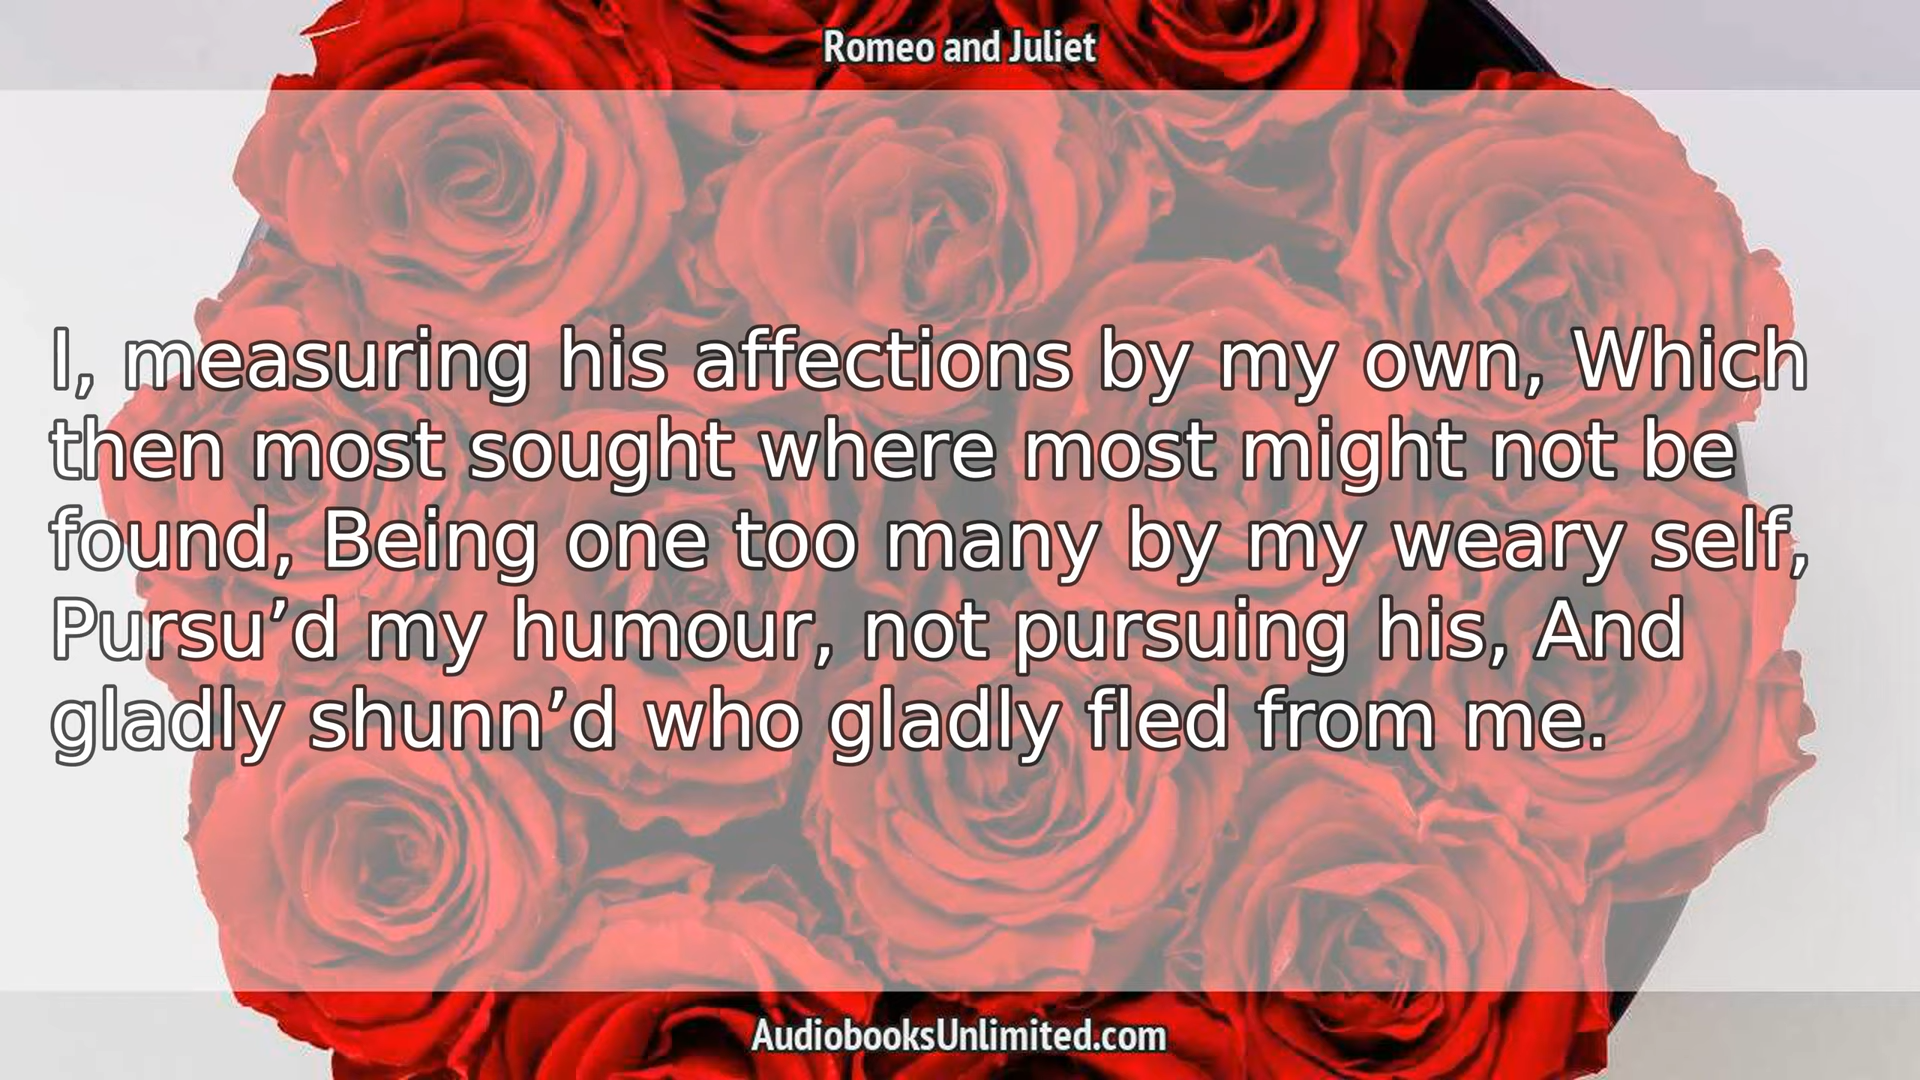 Romeo and Juliet
I, measuring his affections by my own, Which
then most sought where most might not be
found, Being one too many by my weary self,
Pursu’d my humour, not pursuing his, And
gladly shunn’d who gladly fled from me.
AudiobooksUnlimited.com